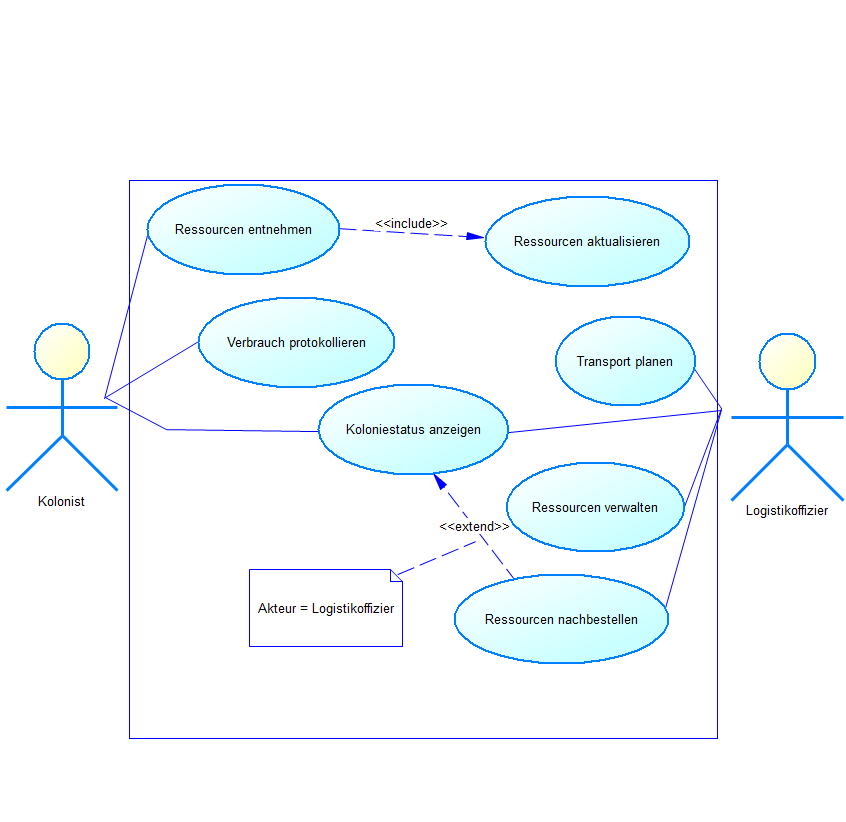 Ressourcen entnehmen
<<include>>
Ressourcen aktualisieren
Verbrauch protokollieren
Transport planen
Koloniestatus anzeigen
Kolonist
Logistikoffizier
Ressourcen verwalten
<<extend>>
Akteur = Logistikoffizier
Ressourcen nachbestellen